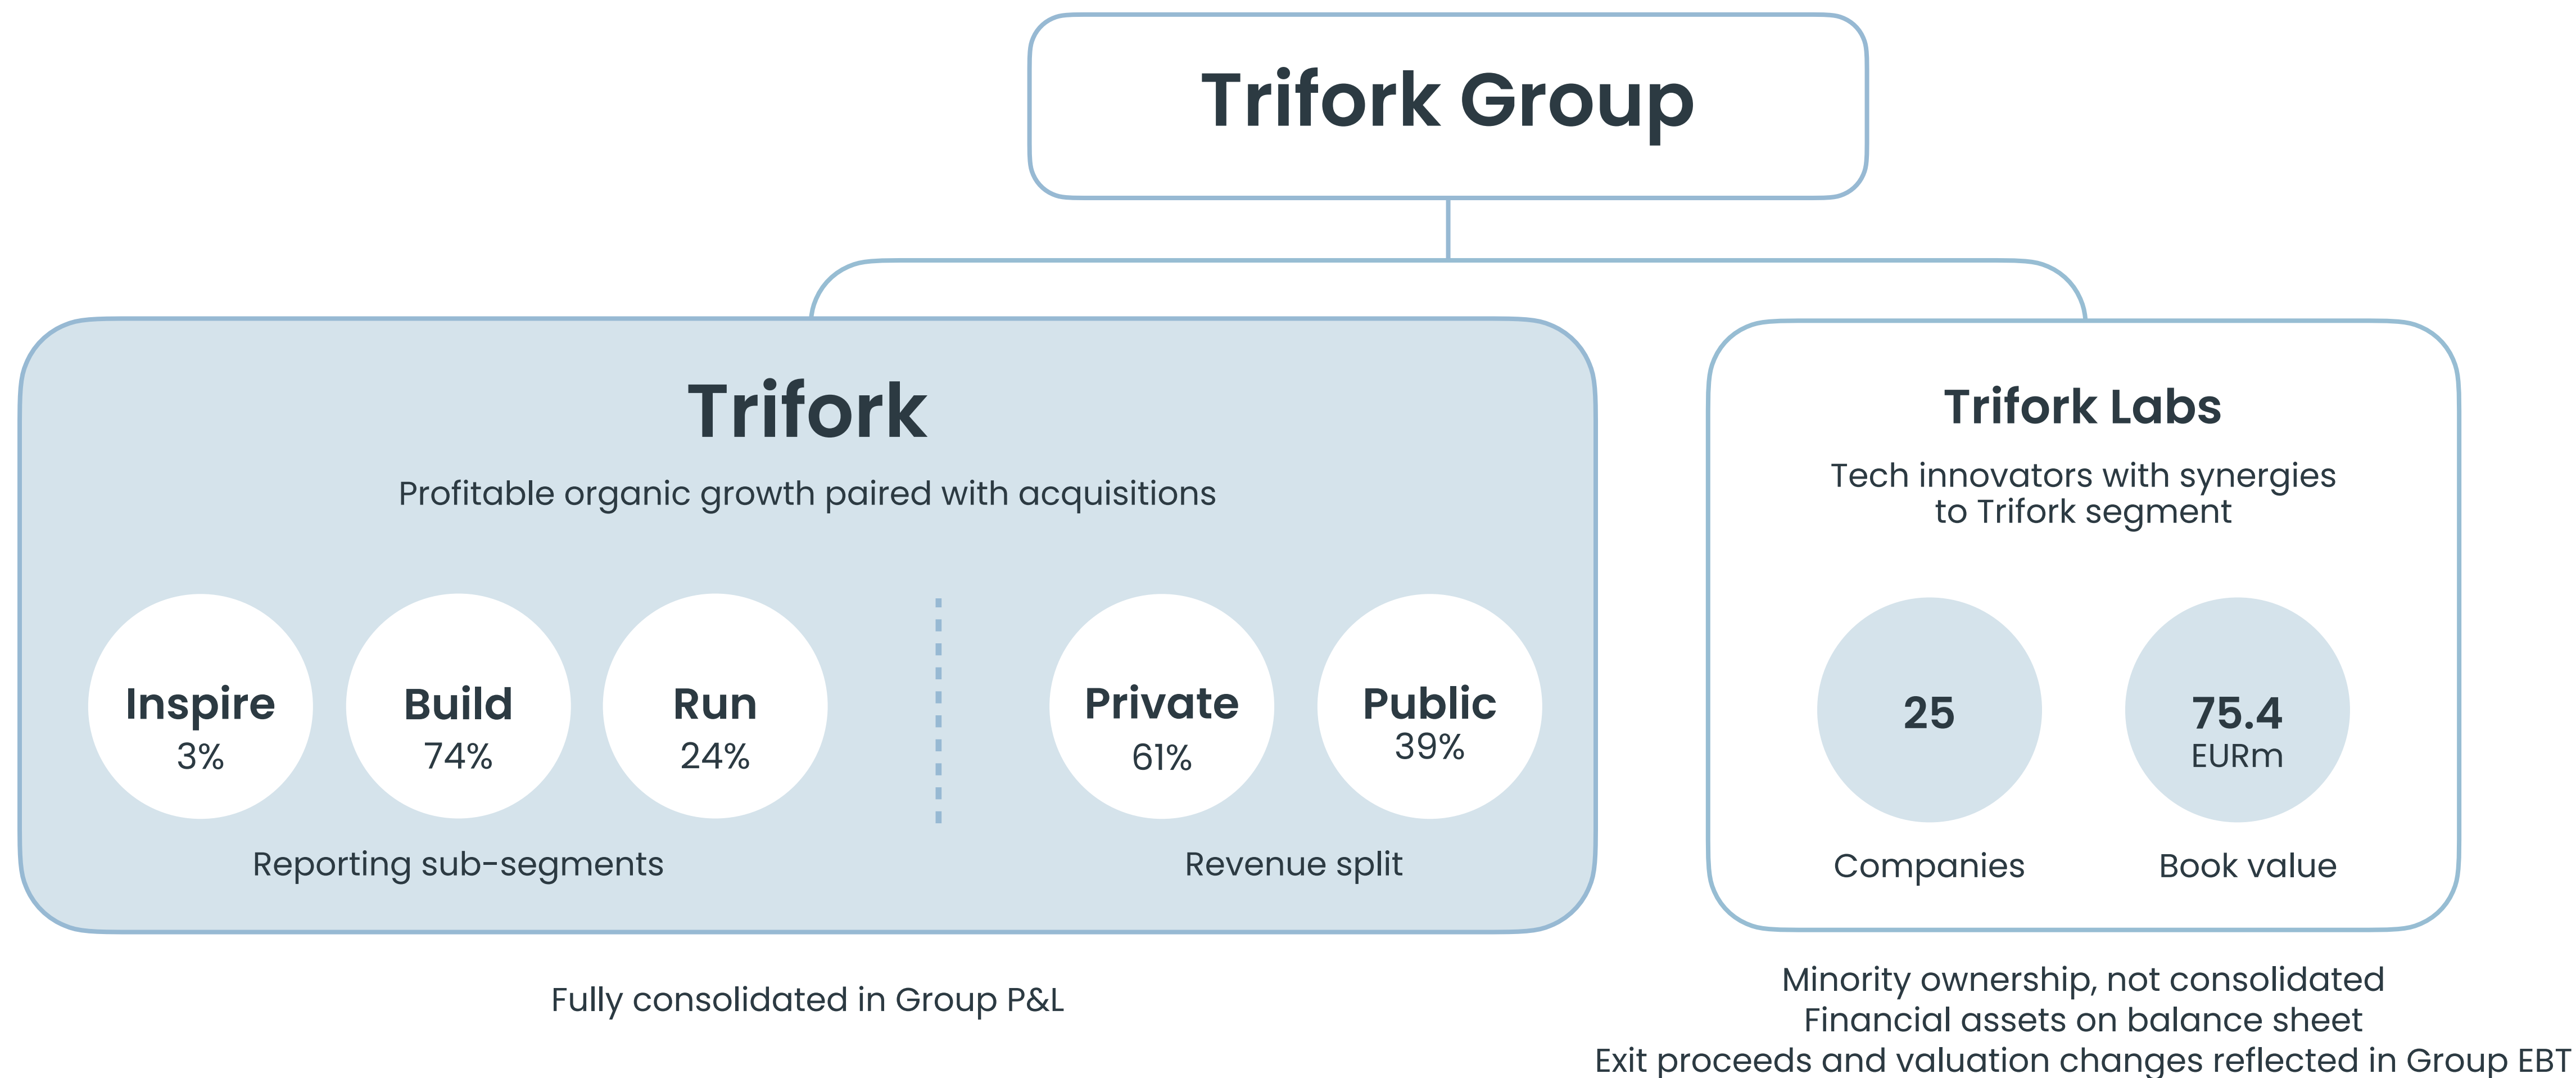 Trifork Group
Trifork
Profitable organic growth paired with acquisitions
Inspire
3%
Build
74%
Run
24%
Reporting sub-segments
Private
61%
Public
39%
Revenue split
Fully consolidated in Group P&L
Trifork Labs
Tech innovators with synergies
to Trifork segment
25
Companies
75.4
EURm
Book value
Minority ownership, not consolidated
Financial assets on balance sheet
Exit proceeds and valuation changes reflected in Group EBT